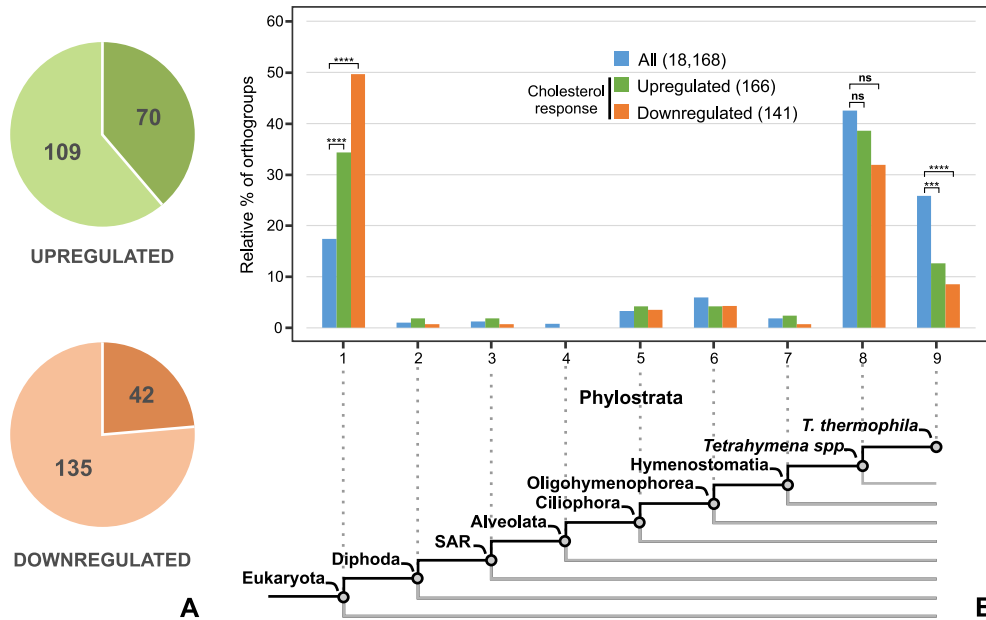 70
109
UPREGULATED
42
135
DOWNREGULATED
A
Relative % of orthogroups
60
50
40
30
20
10
0
All (18,168)
Cholesterol
response
Upregulated (166)
Downregulated (141)
****
****
ns
ns
****
***
1 2 3 4 5 6 7 8 9
Phylostrata
T. thermophila
Tetrahymena spp
Hymenostomatia
Oligohymenophorea
Ciliophora
Alveolata
SAR
Diphoda
Eukaryota
B